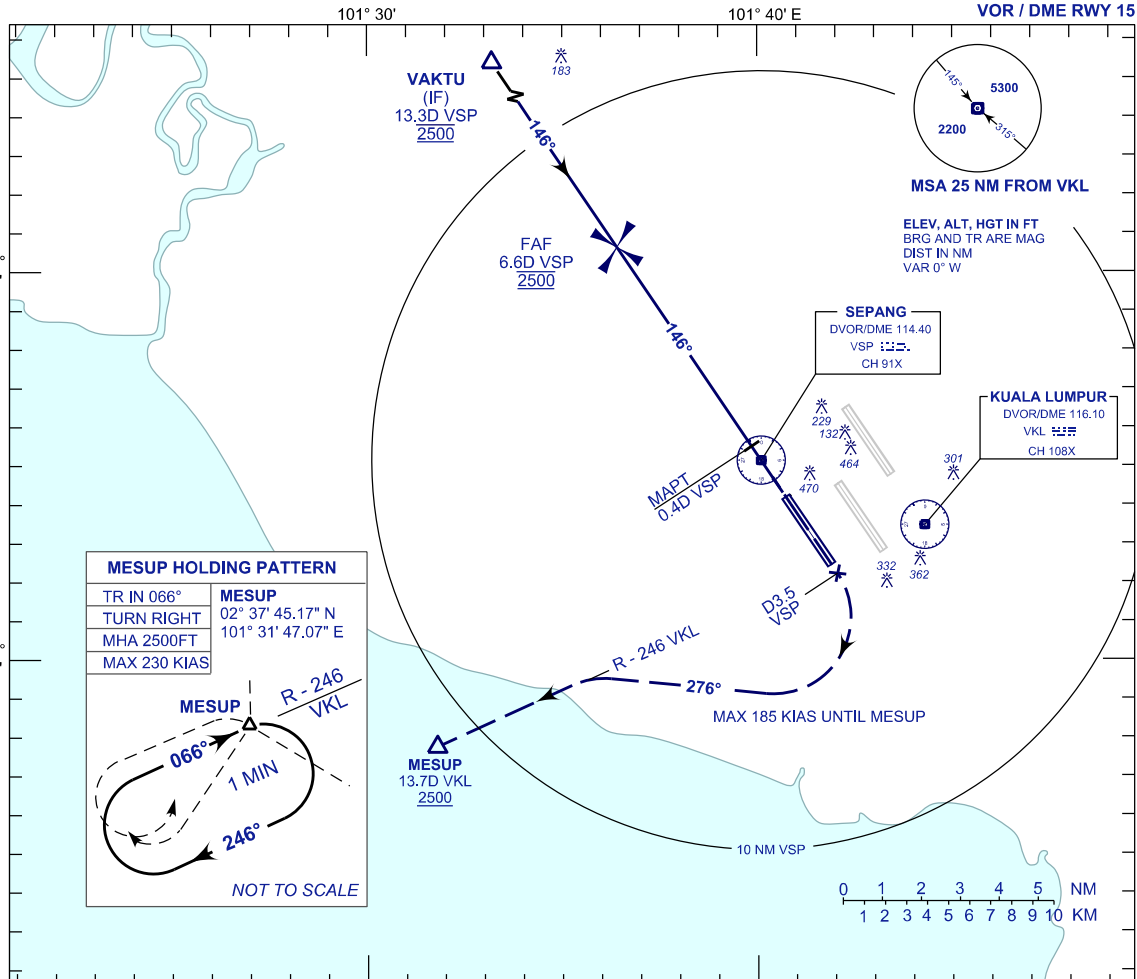 101° 30'
101° 40' E
VOR / DME RWY 15
183
VAKTU
(IF)
13.3D VSP
2500
146°
145°
5300
2200
315°
MSA 25 NM FROM VKL
ELEV, ALT, HGT IN FT
BRG AND TR ARE MAG
DIST IN NM
VAR 0° W
FAF
6.6D VSP
2500
146°
SEPANG
DVOR/DME 114.40
VSP
CH 91X
KUALA LUMPUR
DVOR/DME 116.10
VKL
CH 108X
229
132
464
470
301
332
362
MAPT
0.4D VSP
D3.5
VSP
R - 246 VKL
276°
MAX 185 KIAS UNTIL MESUP
MESUP
13.7D VKL
2500
MESUP HOLDING PATTERN
TR IN 066°
TURN RIGHT
MHA 2500FT
MAX 230 KIAS
MESUP
02° 37' 45.17" N
101° 31' 47.07" E
MESUP
R - 246
VKL
066°
1 MIN
246°
NOT TO SCALE
10 NM VSP
0 1 2 3 4 5 NM
1 2 3 4 5 6 7 8 9 10 KM